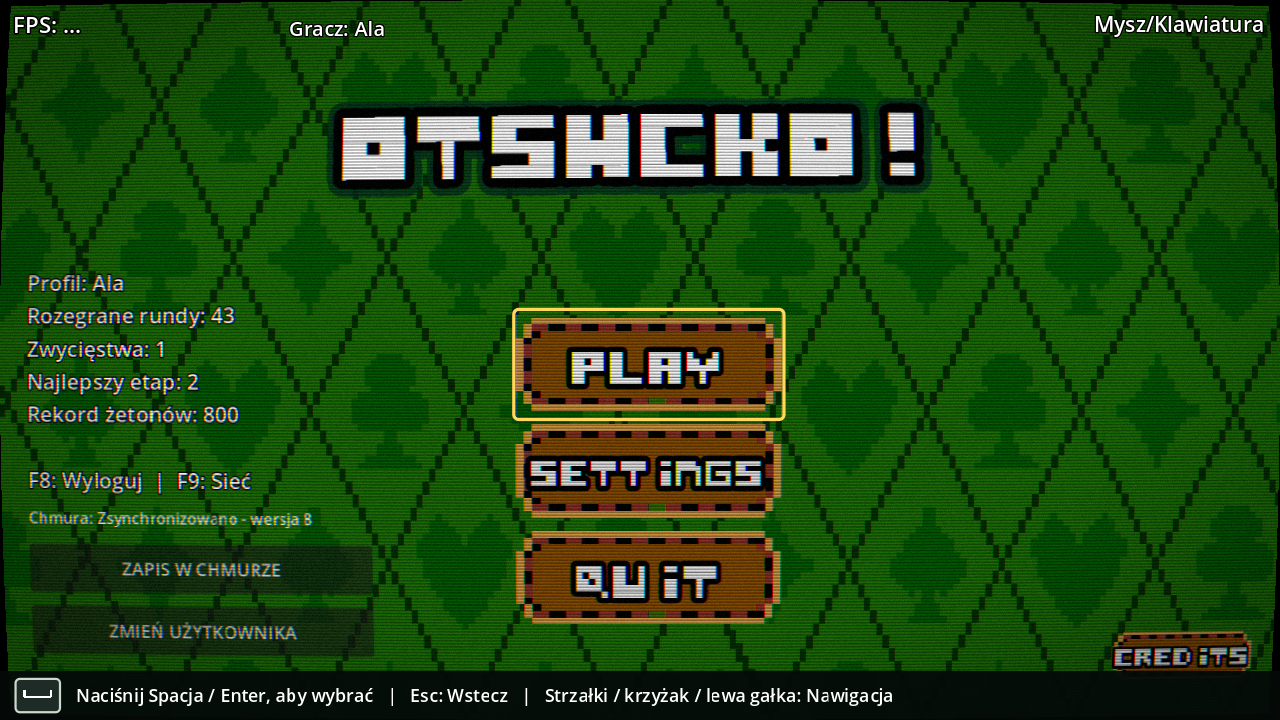 FPS: ...
Gracz: Ala
Mysz/Klawiatura
OTSHCKO !
Profil: Ala
Rozegrane rundy: 43
Zwycięstwa: 1
Najlepszy etap: 2
Rekord żetonów: 800
F8: Wyloguj | F9: Sieć
Chmura: Zsynchronizowano - wersja 8
ZAPIS W CHMURZE
ZMIEŃ UŻYTKOWNIKA
PLAY
SETTiNGS
QUiT
CREDiTS
Naciśnij Spacja / Enter, aby wybrać | Esc: Wstecz | Strzałki / krzyżak / lewa gałka: Nawigacja